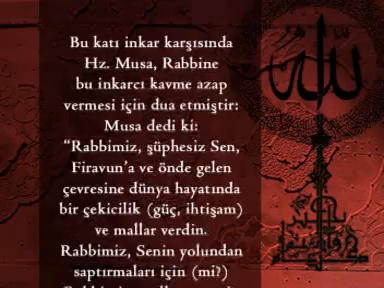 Bu katı inkar karşısında
Hz. Musa, Rabbine
bu inkarcı kavme azap
vermesi için dua etmiştir:
Musa dedi ki:
“Rabbimiz, şüphesiz Sen,
Firavun’a ve önde gelen
çevresine dünya hayatında
bir çekicilik (güç, ihtişam)
ve mallar verdin.
Rabbimiz, Senin yolundan
saptırmaları için (mi?)
الله